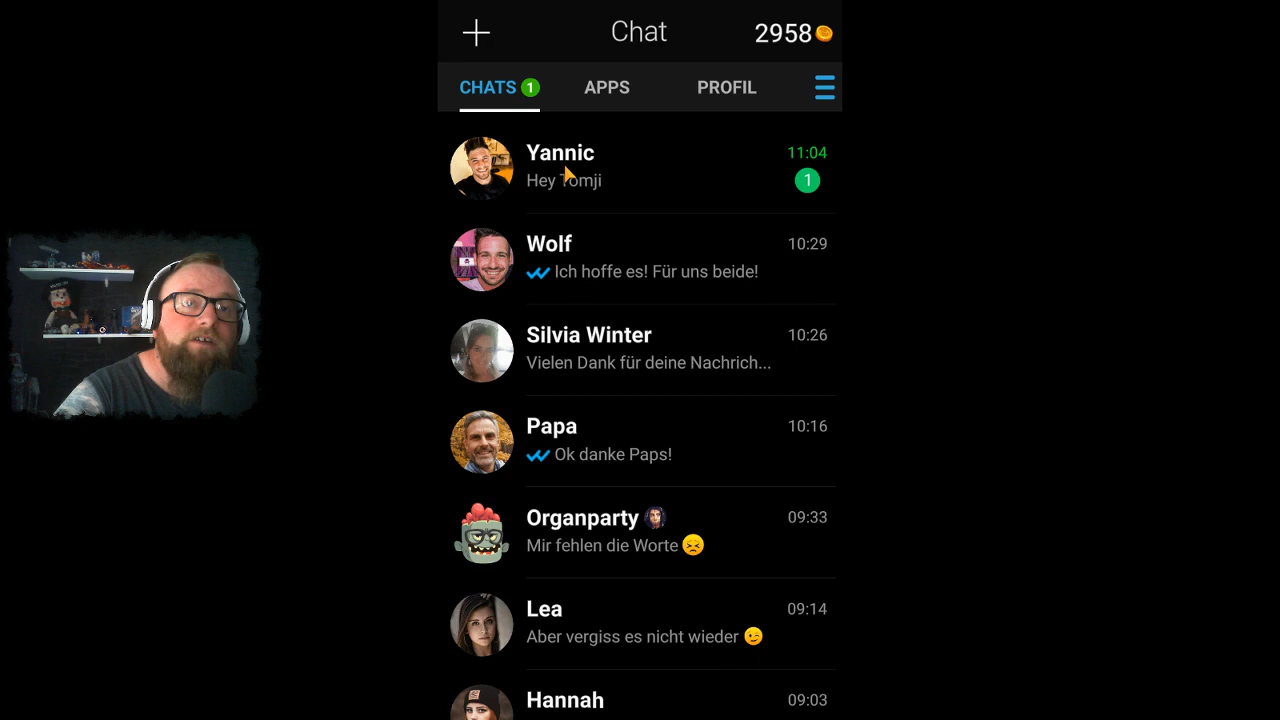 Chat
2958
CHATS 1
APPS
PROFIL
Yannic
11:04
Hey Tomji
1
Wolf
10:29
Ich hoffe es! Für uns beide!
Silvia Winter
10:26
Vielen Dank für deine Nachrich...
Papa
10:16
Ok danke Paps!
Organparty
09:33
Mir fehlen die Worte 😣
Lea
09:14
Aber vergiss es nicht wieder 😉
Hannah
09:03